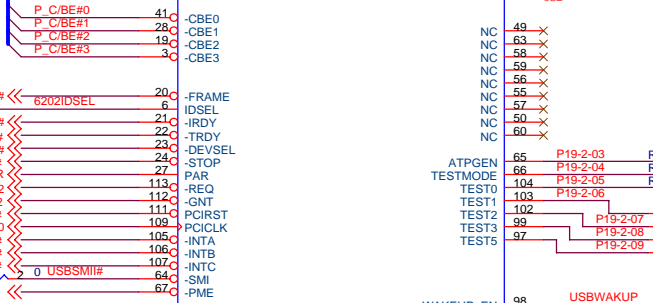 P_C/BE#0 41 -CBE0
P_C/BE#1 28 -CBE1
P_C/BE#2 19 -CBE2
P_C/BE#3 3 -CBE3
20 -FRAME
6202IDSEL 6 IDSEL
21 -IRDY
22 -TRDY
23 -DEVSEL
24 -STOP
27 PAR
113 -REQ
112 -GNT
111 PCIRST
109 PCICLK
105 -INTA
106 -INTB
107 -INTC
2 0 USBSMII# 64 -SMI
67 -PME
NC 49
NC 63
NC 58
NC 59
NC 56
NC 55
NC 57
NC 50
NC 60
ATPGEN 65 P19-2-03
TESTMODE 66 P19-2-04
TEST0 104 P19-2-05
TEST1 103 P19-2-06
TEST2 102 P19-2-07
TEST3 99 P19-2-08
TEST5 97 P19-2-09
98 USBWAKUP